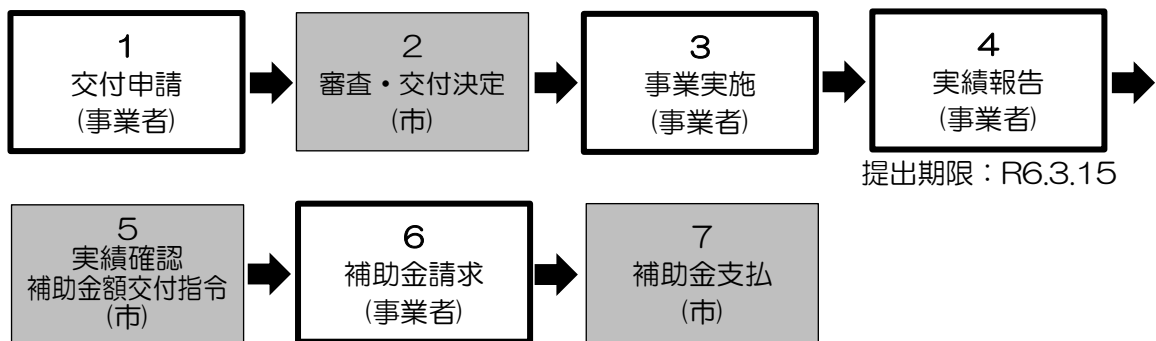 1
交付申請
(事業者)
2
審査・交付決定
(市)
3
事業実施
(事業者)
4
実績報告
(事業者)
提出期限：R6.3.15
5
実績確認
補助金額交付指令
(市)
6
補助金請求
(事業者)
7
補助金支払
(市)